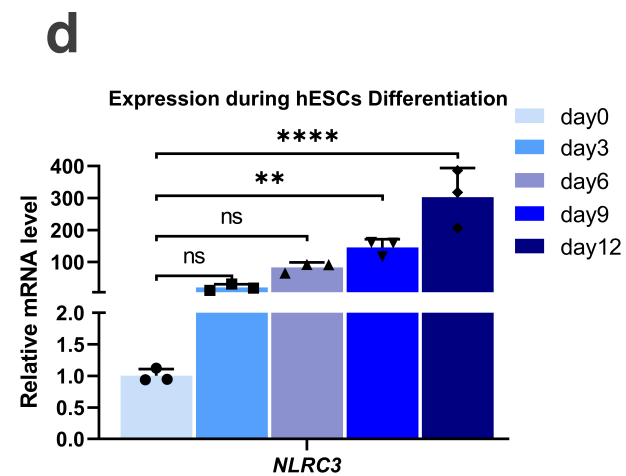 d
Expression during hESCs Differentiation
day0
day3
day6
day9
day12
****
**
ns
ns
Relative mRNA level
400
300
200
100
2.0
1.5
1.0
0.5
0.0
NLRC3